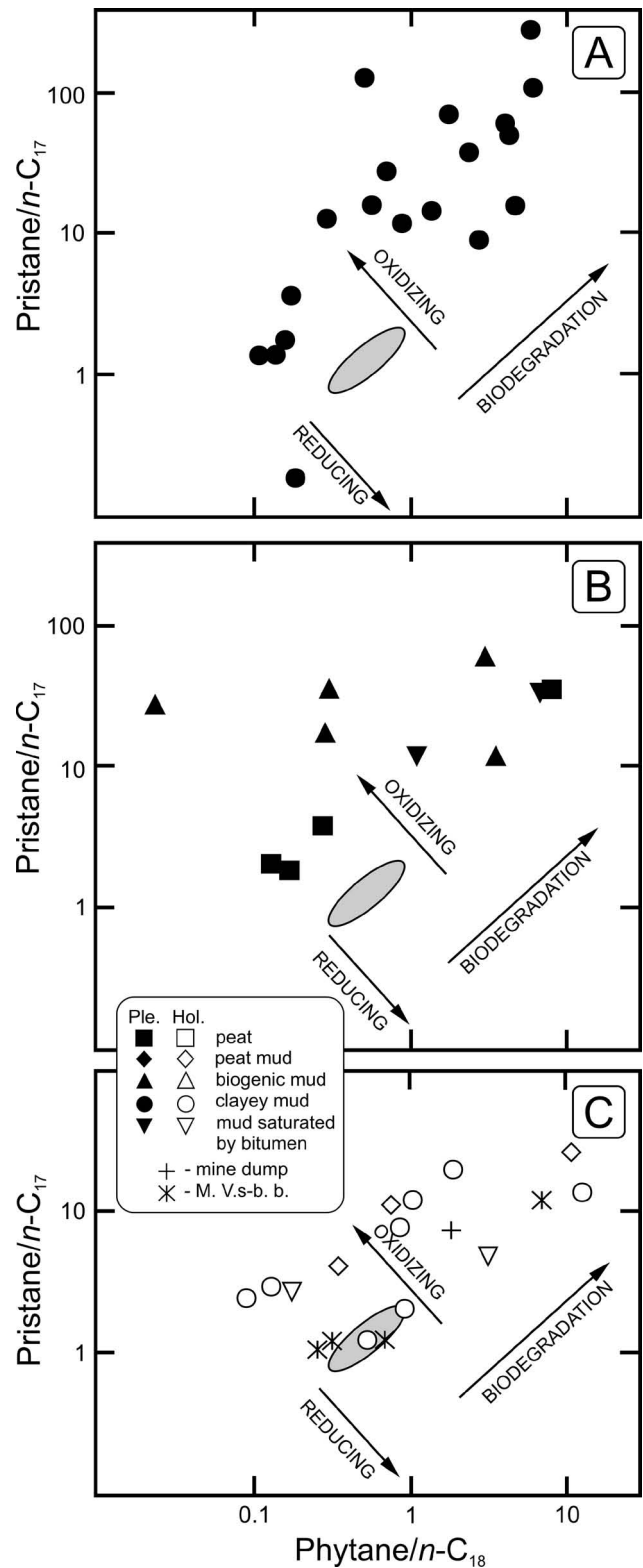 A
100
10
1
Pristane/n-C17
OXIDIZING
REDUCING
BIODEGRADATION
B
100
10
1
Pristane/n-C17
OXIDIZING
REDUCING
BIODEGRADATION
Ple. Hol.
peat
peat mud
biogenic mud
clayey mud
mud saturated
by bitumen
- mine dump
- M. V.s-b. b.
C
10
1
Pristane/n-C17
OXIDIZING
REDUCING
BIODEGRADATION
0.1 1 10
Phytane/n-C18